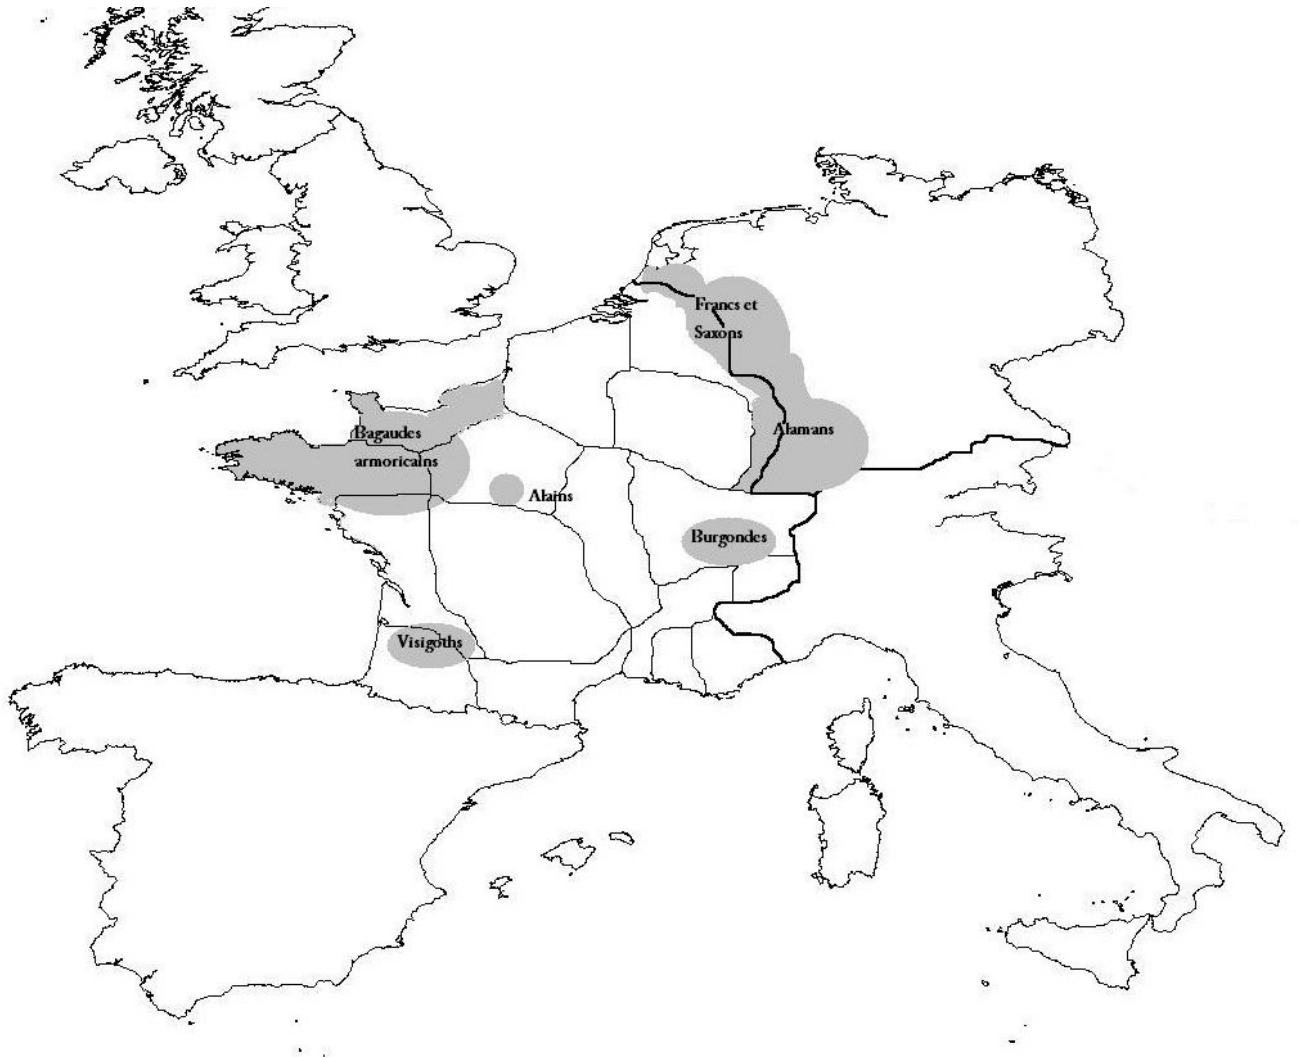 Francs et
Saxons
Bagaudes
armoricains
Alamans
Alains
Burgondes
Visigoths